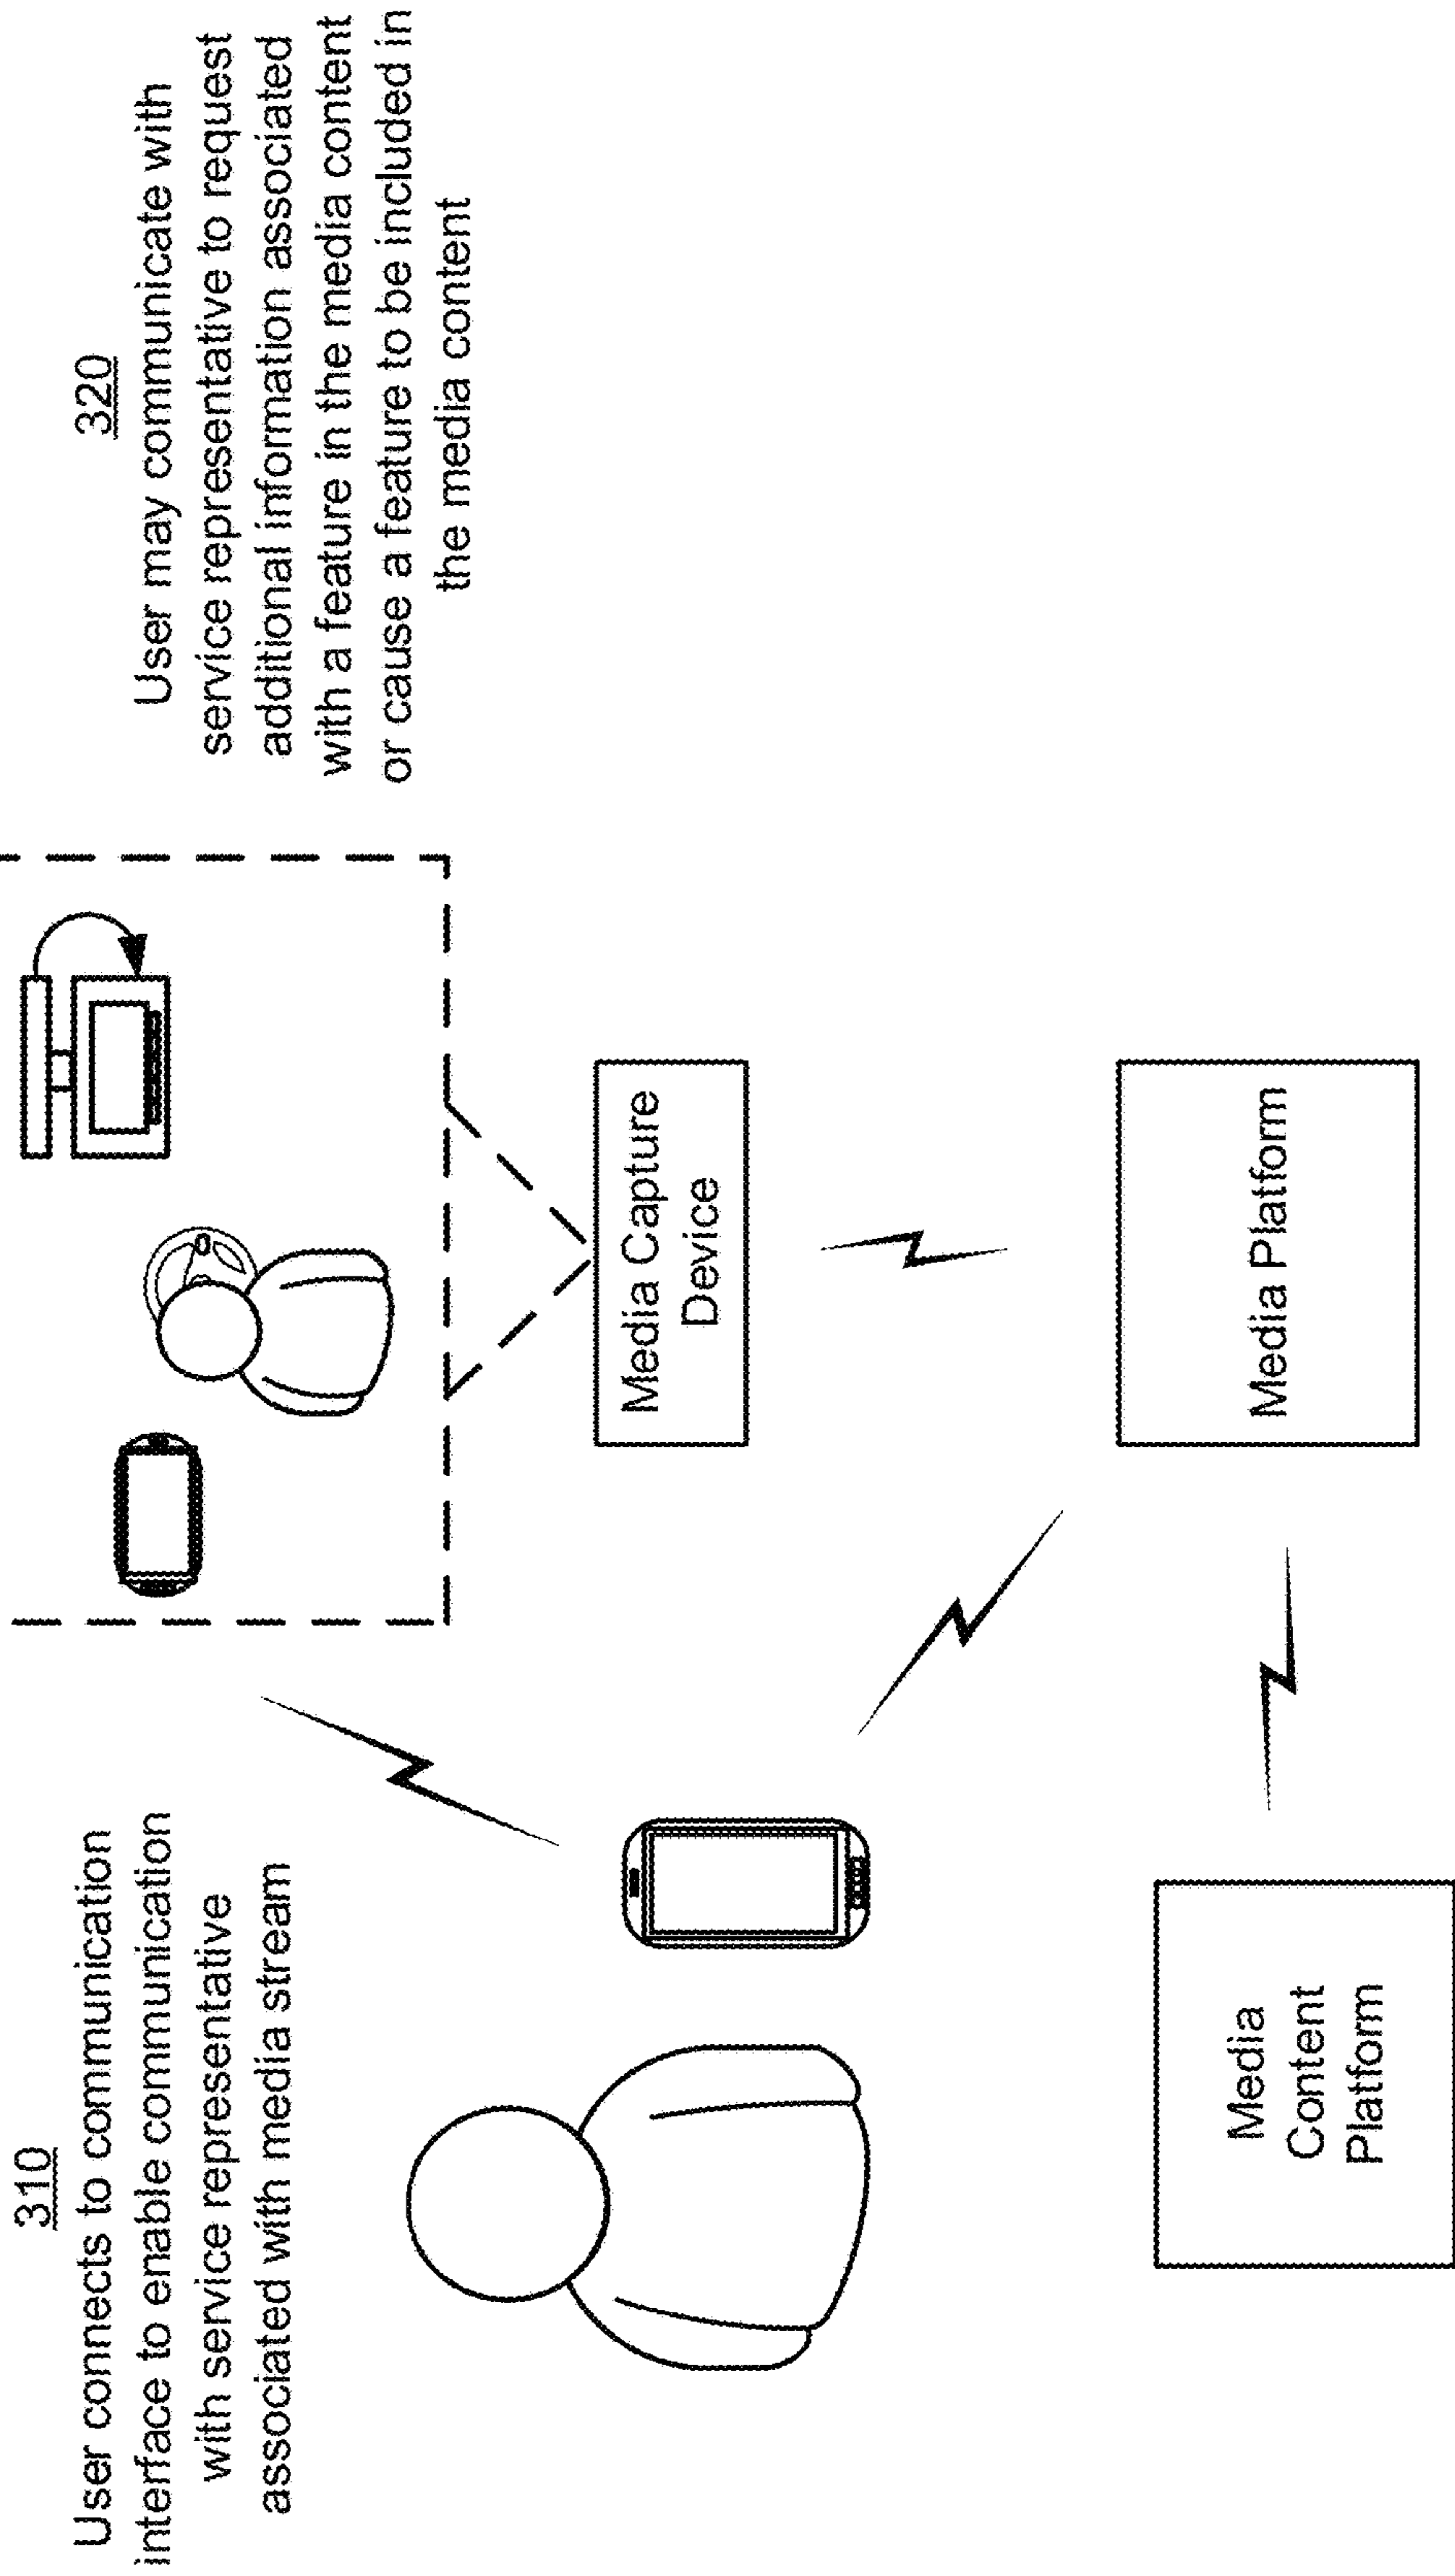 310
User connects to communication
interface to enable communication
with service representative
associated with media stream
320
User may communicate with
service representative to request
additional information associated
with a feature in the media content
or cause a feature to be included in
the media content
Media Capture
Device
Media Platform
Media
Content
Platform